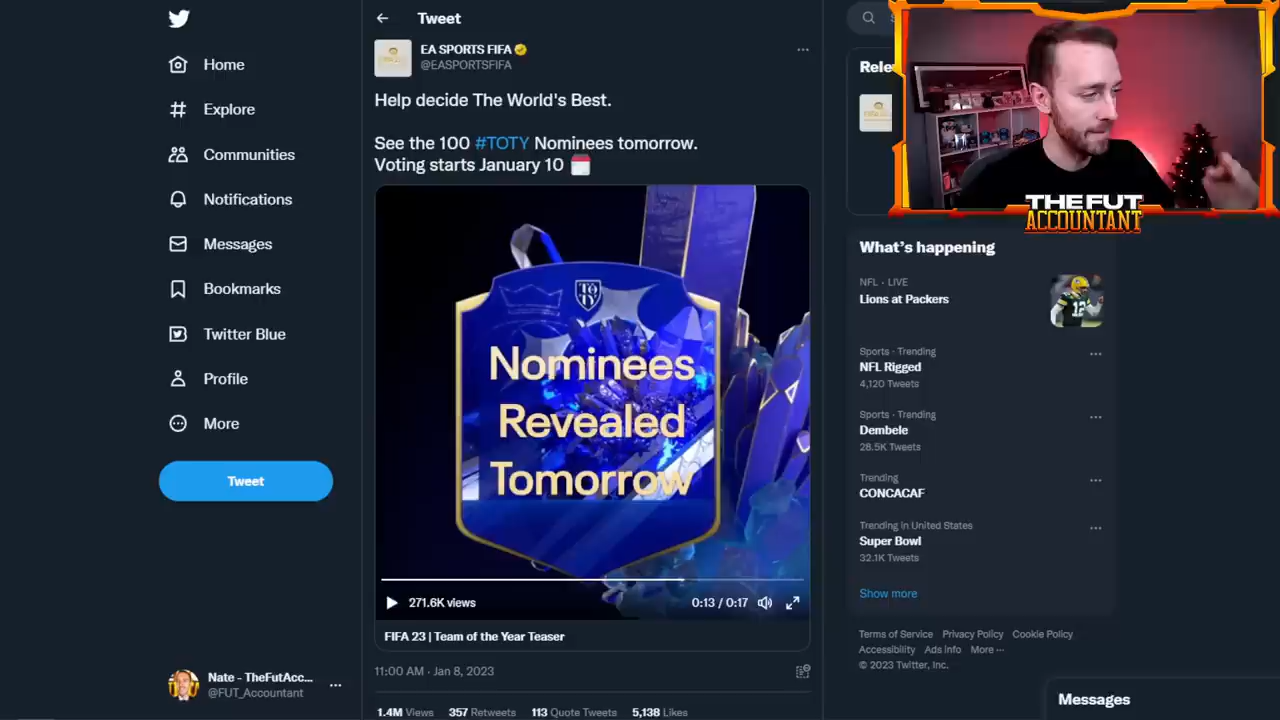 Home
Explore
Communities
Notifications
Messages
Bookmarks
Twitter Blue
Profile
More
Tweet
Nate - TheFutAcc...
@FUT_Accountant
Tweet
EA SPORTS FIFA
@EASPORTSFIFA
Help decide The World's Best.
See the 100 #TOTY Nominees tomorrow.
Voting starts January 10
TOTY
Nominees
Revealed
Tomorrow
271.6K views
0:13 / 0:17
FIFA 23 | Team of the Year Teaser
11:00 AM · Jan 8, 2023
1.4M Views 357 Retweets 113 Quote Tweets 5,138 Likes
THE FUT
ACCOUNTANT
What's happening
NFL · LIVE
Lions at Packers
Sports · Trending
NFL Rigged
4,120 Tweets
Sports · Trending
Dembele
28.5K Tweets
Trending
CONCACAF
Trending in United States
Super Bowl
32.1K Tweets
Show more
Terms of Service Privacy Policy Cookie Policy
Accessibility Ads info More ···
© 2023 Twitter, Inc.
Messages